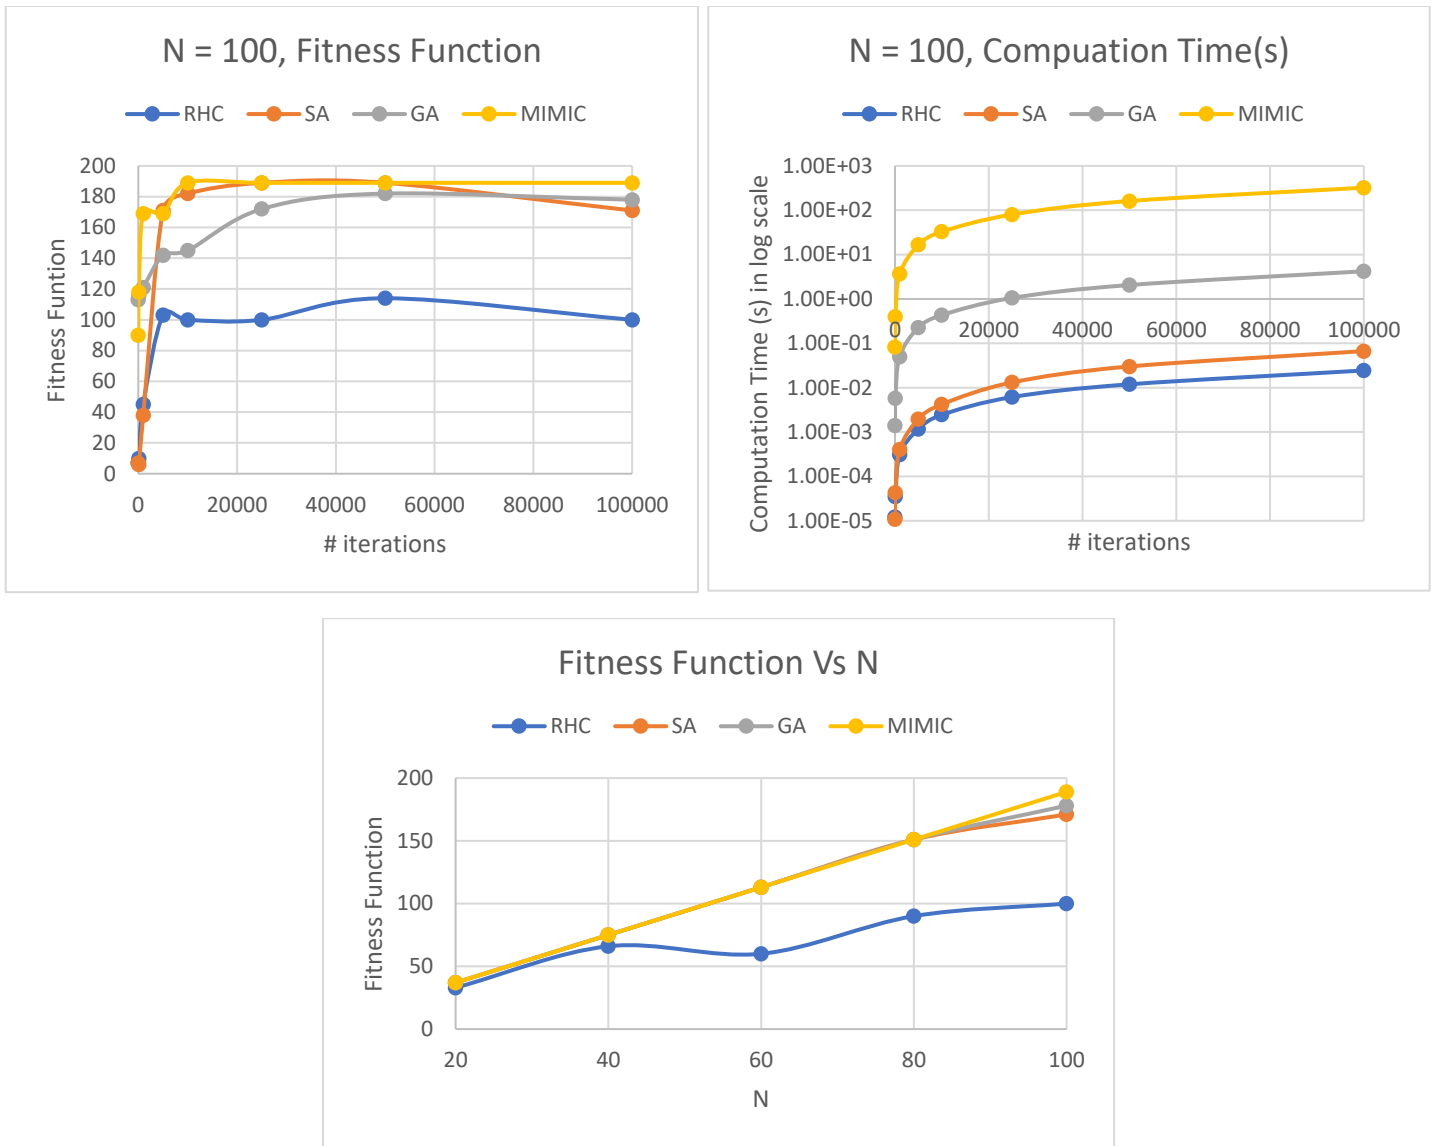 N = 100, Fitness Function
RHC SA GA MIMIC
200
180
160
140
120
100
80
60
40
20
0
Fitness Funtion
0 20000 40000 60000 80000 100000
# iterations
N = 100, Compuation Time(s)
RHC SA GA MIMIC
1.00E+03
1.00E+02
1.00E+01
1.00E+00
1.00E-01
1.00E-02
1.00E-03
1.00E-04
1.00E-05
Computation Time (s) in log scale
0 20000 40000 60000 80000 100000
# iterations
Fitness Function Vs N
RHC SA GA MIMIC
200
150
100
50
0
Fitness Function
20 40 60 80 100
N